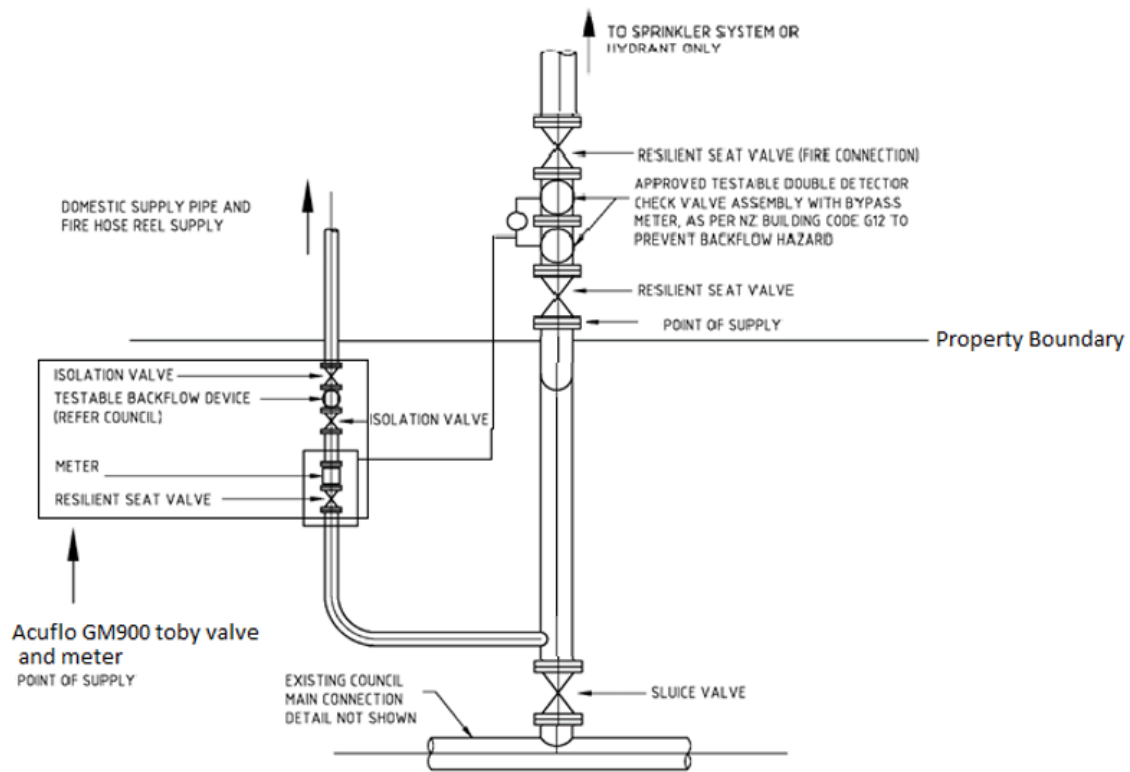 TO SPRINKLER SYSTEM OR
HYDRANT ONLY
RESILIENT SEAT VALVE (FIRE CONNECTION)
APPROVED TESTABLE DOUBLE DETECTOR
CHECK VALVE ASSEMBLY WITH BYPASS
METER, AS PER NZ BUILDING CODE G12 TO
PREVENT BACKFLOW HAZARD
DOMESTIC SUPPLY PIPE AND
FIRE HOSE REEL SUPPLY
RESILIENT SEAT VALVE
POINT OF SUPPLY
Property Boundary
ISOLATION VALVE
TESTABLE BACKFLOW DEVICE
(REFER COUNCIL)
ISOLATION VALVE
METER
RESILIENT SEAT VALVE
Acuflo GM900 toby valve
and meter
POINT OF SUPPLY
EXISTING COUNCIL
MAIN CONNECTION
DETAIL NOT SHOWN
SLUICE VALVE